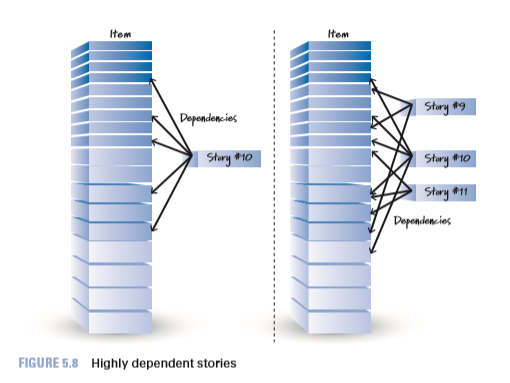 Item
Dependencies
Story #10
Item
Story #9
Story #10
Story #11
Dependencies
FIGURE 5.8 Highly dependent stories